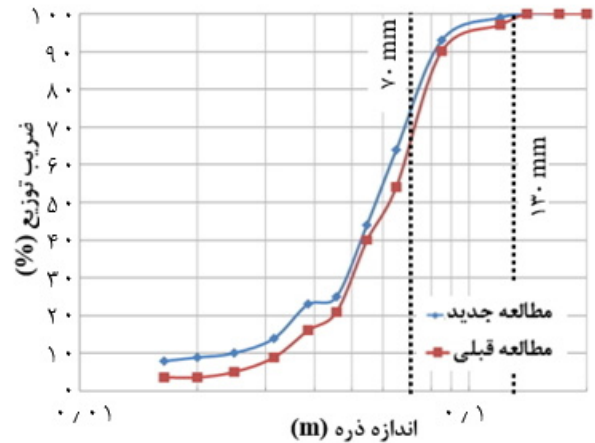 ضریب توزیع (%)
۱۰۰
۹۰
۸۰
۷۰
۶۰
۵۰
۴۰
۳۰
۲۰
۱۰
۰
۷۰ mm
۱۳۰ mm
مطالعه جدید
مطالعه قبلی
۰/۰۱
۰/۱
اندازه ذره (m)